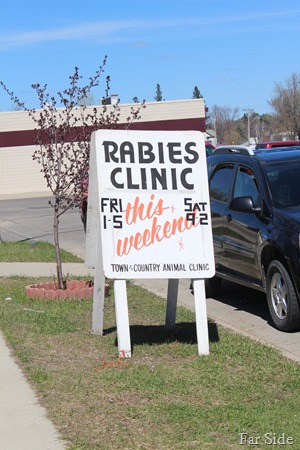 RABIES
CLINIC
FRI this SAT
1-5 weekend 9-2
TOWN & COUNTRY ANIMAL CLINIC
Far Side